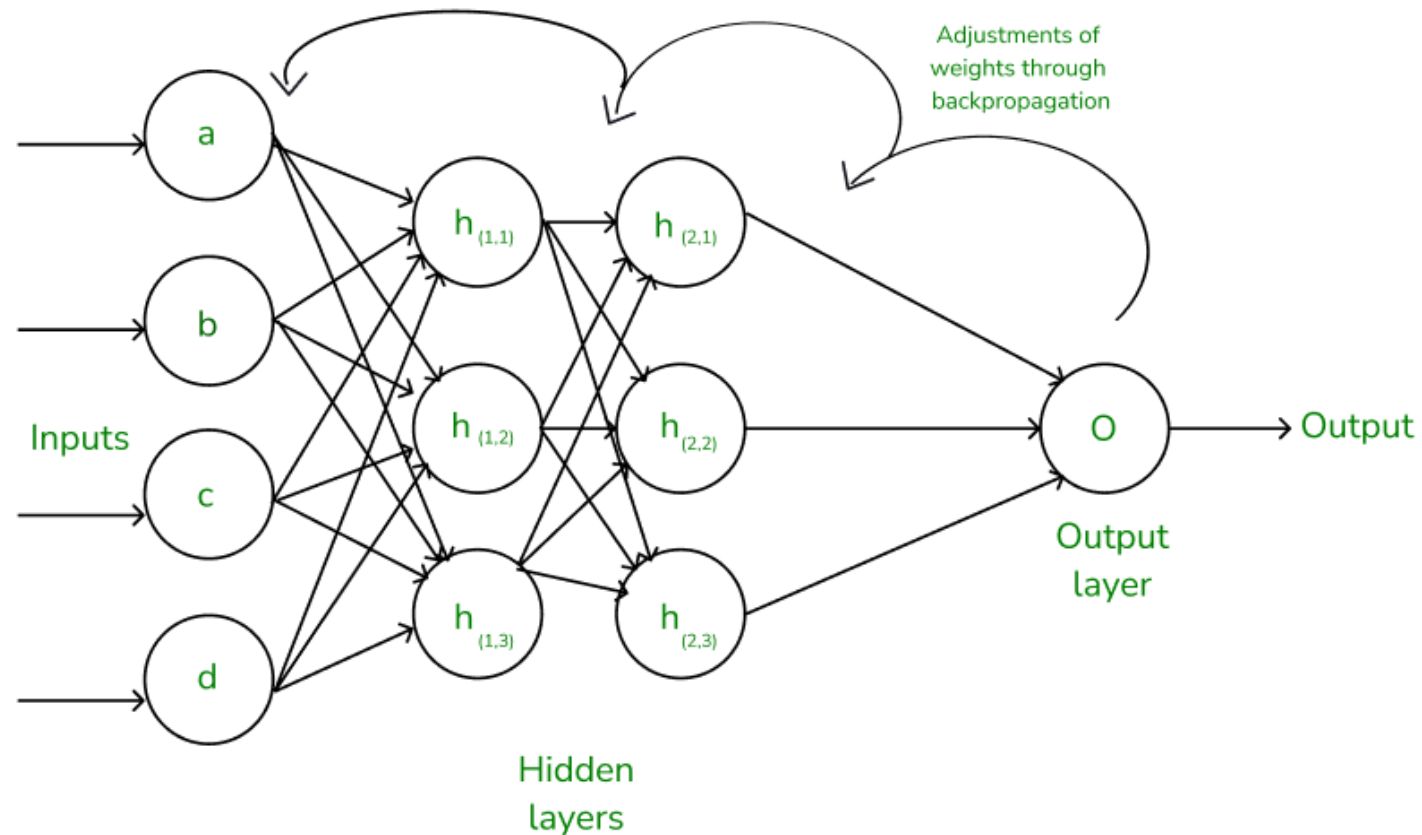 Adjustments of
weights through
backpropagation
a
h (1,1)
h (2,1)
b
Inputs
h (1,2)
h (2,2)
O
Output
c
Output
layer
h (1,3)
h (2,3)
d
Hidden
layers